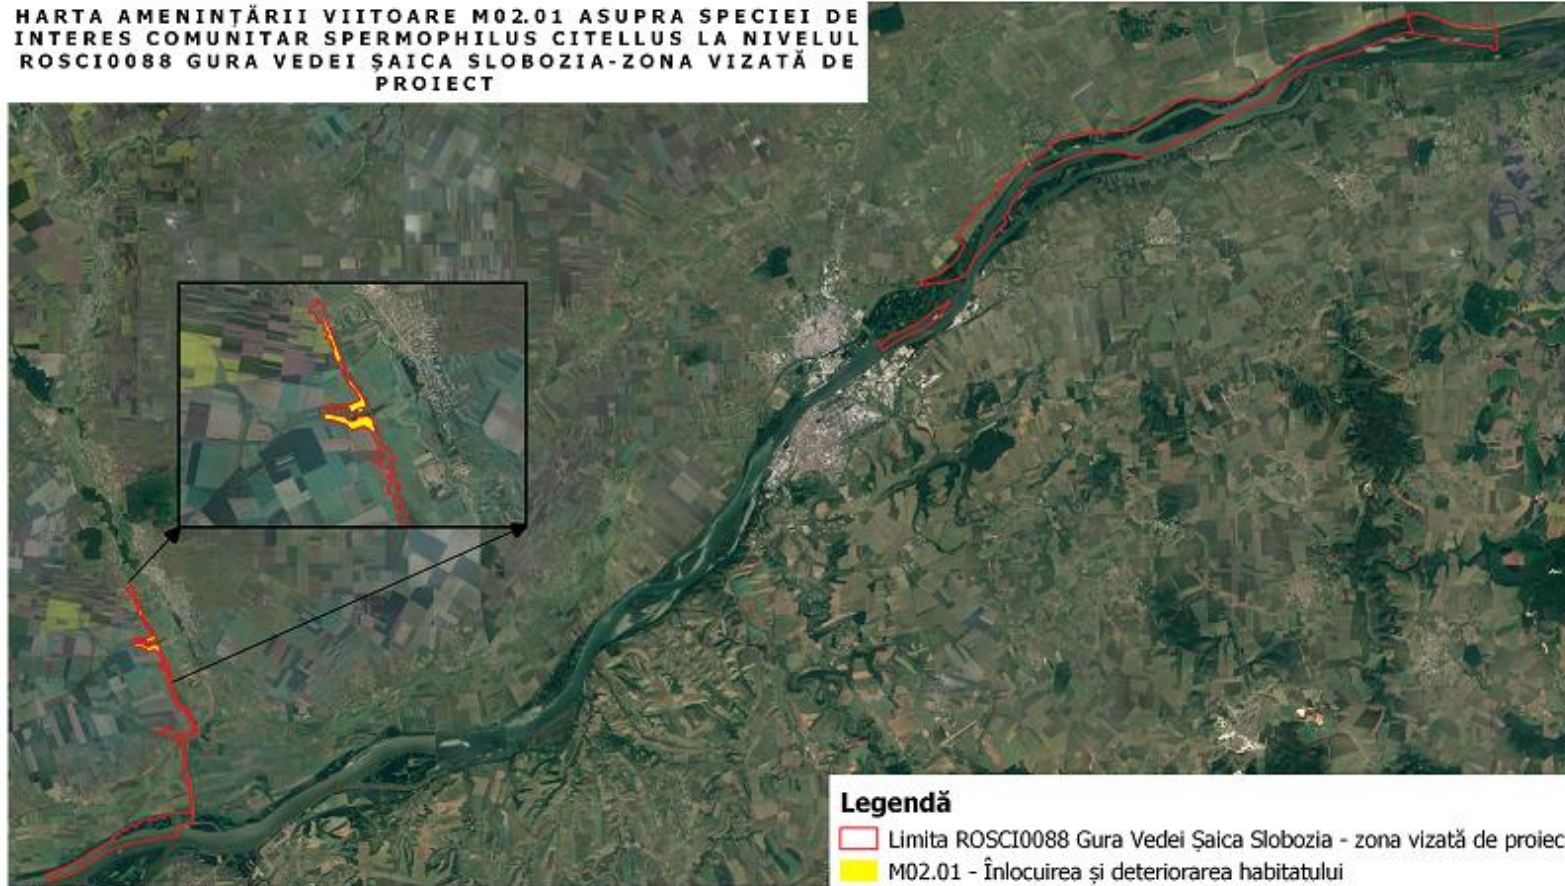 HARTA AMENINȚĂRII VIITOARE M02.01 ASUPRA SPECIEI DE
INTERES COMUNITAR SPERMOPHILUS CITELLUS LA NIVELUL
ROSCI0088 GURA VEDEI ȘAICA SLOBOZIA-ZONA VIZATĂ DE
PROIECT
Legendă
Limita ROSCI0088 Gura Vedei Șaica Slobozia - zona vizată de proiec
M02.01 - Înlocuirea și deteriorarea habitatului